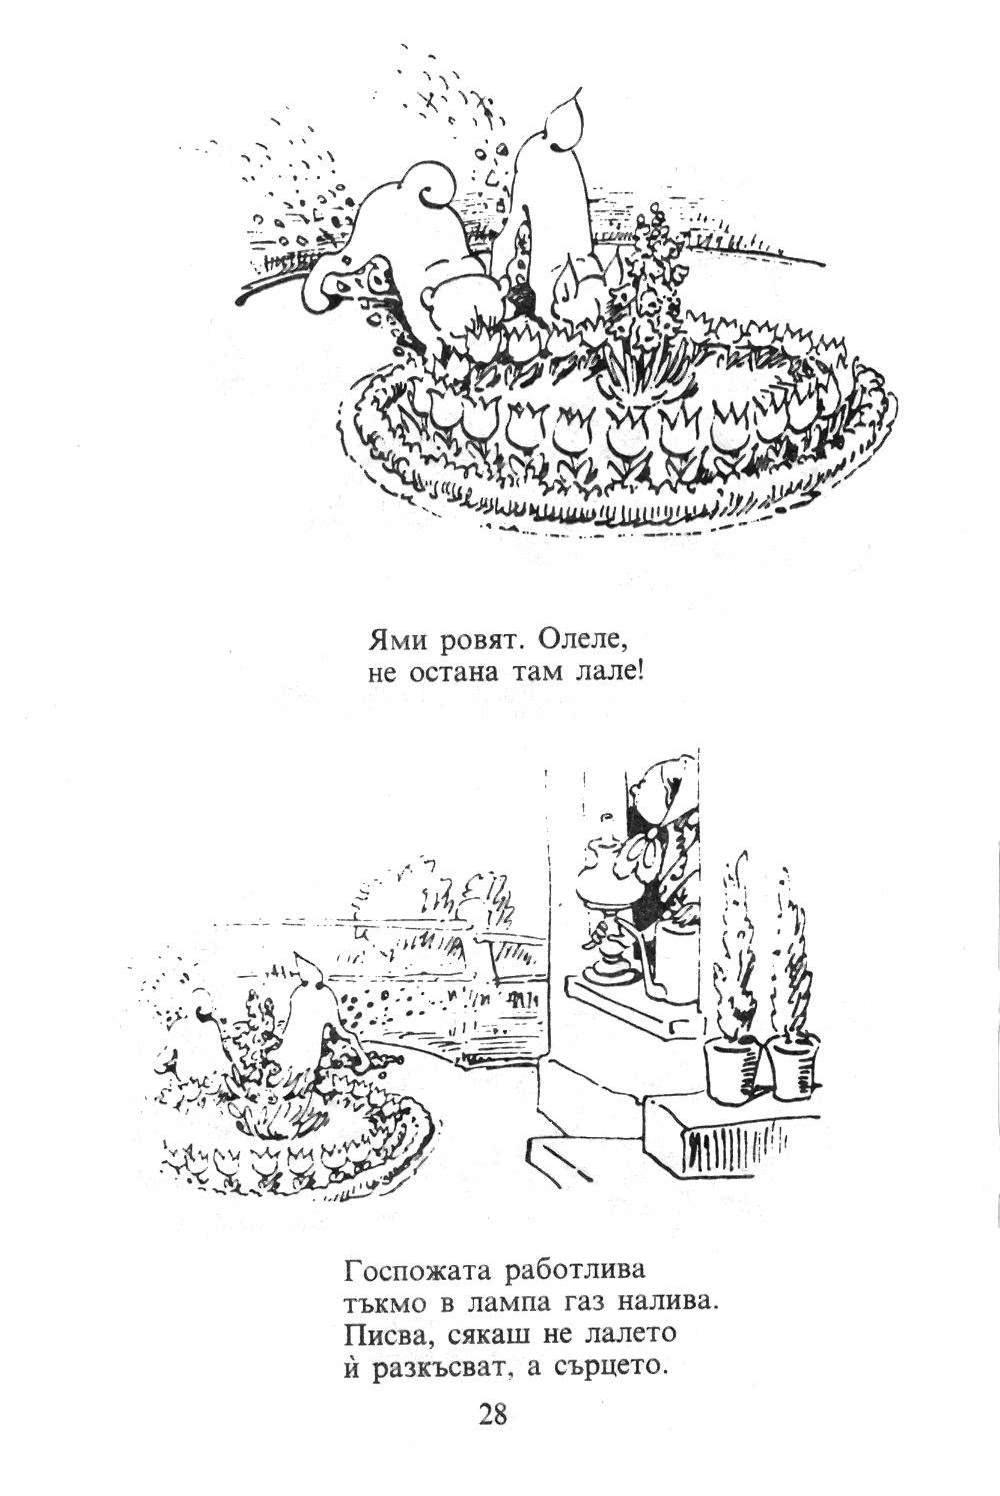 Ями ровят. Олеле,
не остана там лале!
Госпожата работлива
тъкмо в лампа газ налива.
Писва, сякаш не лалето
ѝ разкъсват, а сърцето.
28